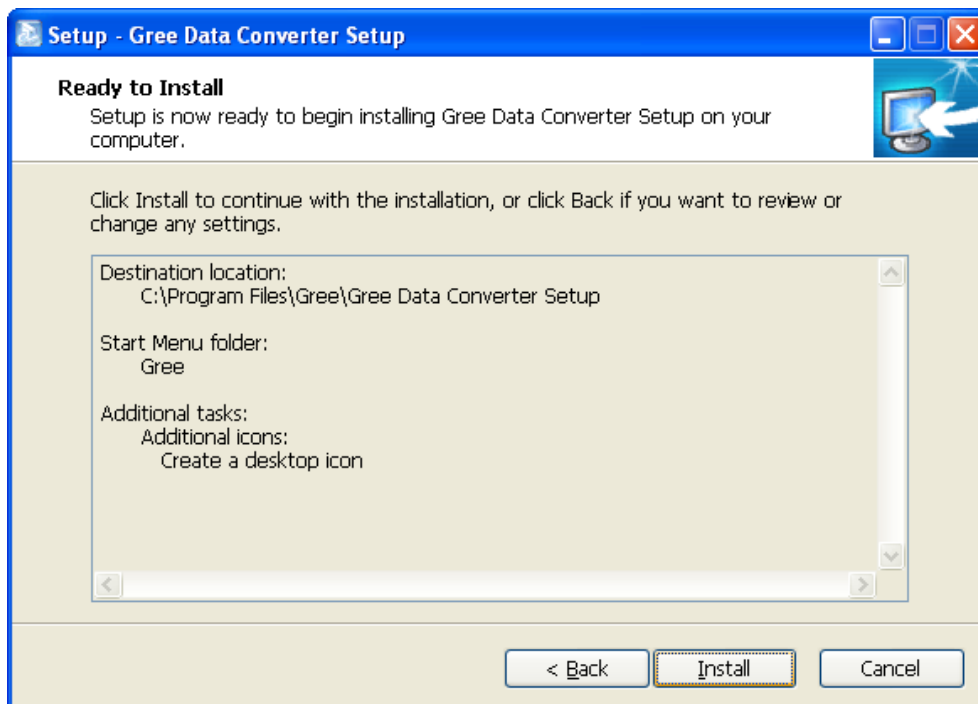 Setup - Gree Data Converter Setup
Ready to Install
Setup is now ready to begin installing Gree Data Converter Setup on your
computer.
Click Install to continue with the installation, or click Back if you want to review or
change any settings.
Destination location:
C:\Program Files\Gree\Gree Data Converter Setup
Start Menu folder:
Gree
Additional tasks:
Additional icons:
Create a desktop icon
< Back
Install
Cancel